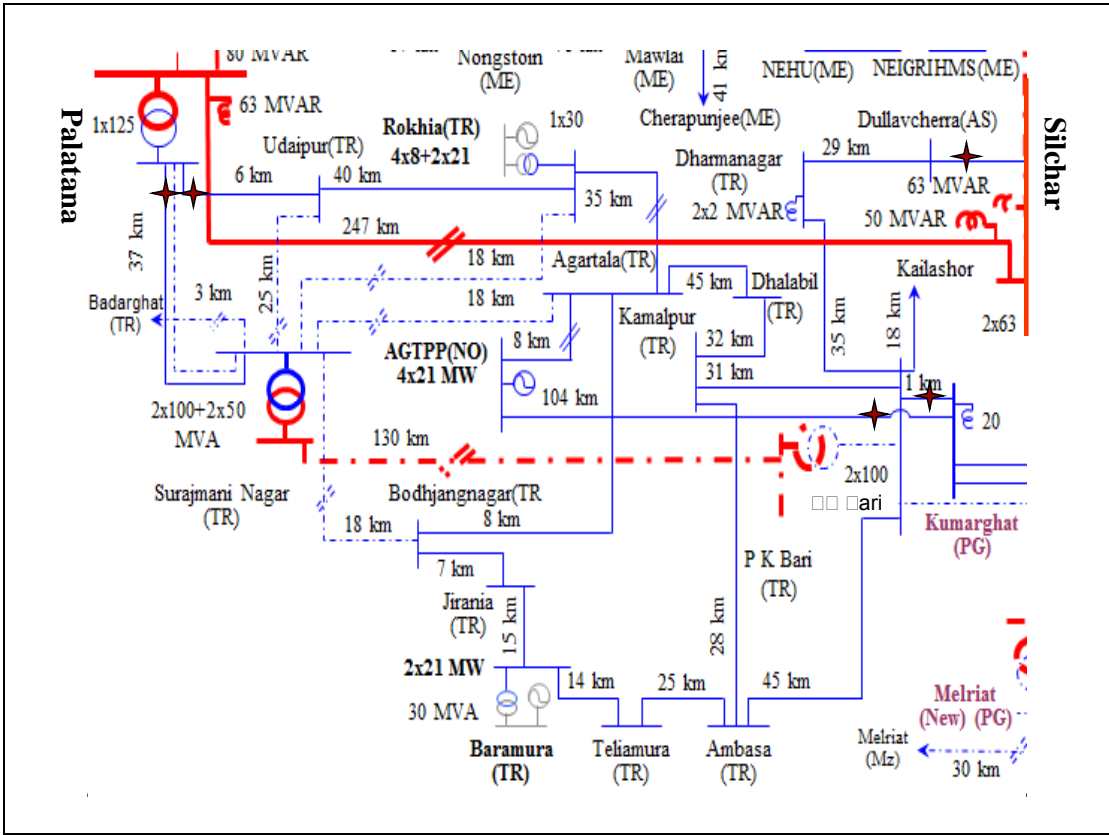 80 MVAR
Nongstoin
(ME)
Mawlai
(ME)
41 km
NEHU(ME)
NEIGRIHMS(ME)
Palatana
1x125
63 MVAR
Cherapunjee(ME)
Rokhia(TR)
4x8+2x21
1x30
Dullavcherra(AS)
Silchar
Udaipur(TR)
6 km
40 km
35 km
Dharmanagar
(TR)
2x2 MVAR
29 km
63 MVAR
50 MVAR
37 km
247 km
18 km
Agartala(TR)
Kailashor
25 km
45 km
Dhalabil
(TR)
Badarghat
(TR)
3 km
18 km
Kamalpur
(TR)
35 km
18 km
2x63
AGTPP(NO)
4x21 MW
8 km
32 km
31 km
1 km
2x100+2x50
MVA
104 km
20
130 km
2x100
Surajmani Nagar
(TR)
Bodhjangnagar(TR
ari
18 km
8 km
Kumarghat
(PG)
7 km
P K Bari
(TR)
Jirania
(TR)
15 km
28 km
2x21 MW
14 km
25 km
45 km
30 MVA
Melriat
(New) (PG)
Baramura
(TR)
Teliamura
(TR)
Ambasa
(TR)
Melriat
(Mz)
30 km